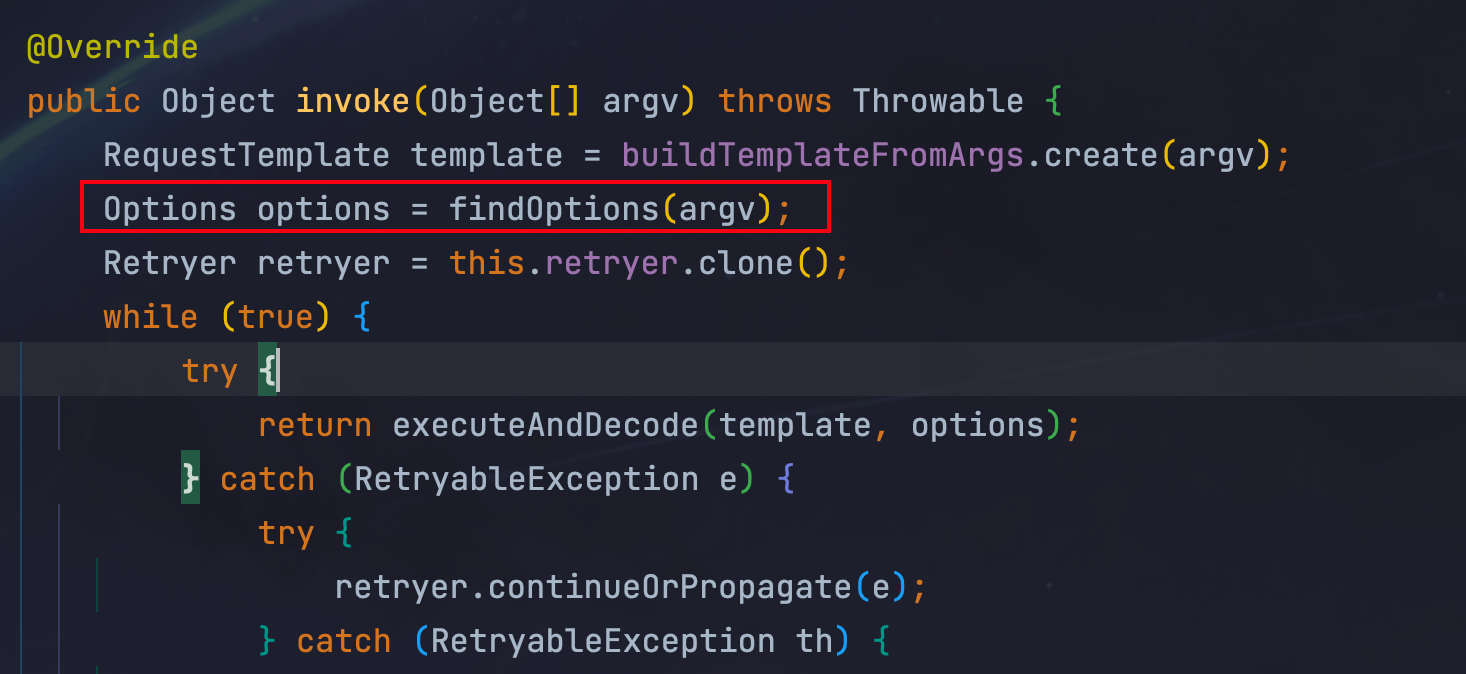 @Override
public Object invoke(Object[] argv) throws Throwable {
RequestTemplate template = buildTemplateFromArgs.create(argv);
Options options = findOptions(argv);
Retryer retryer = this.retryer.clone();
while (true) {
try {
return executeAndDecode(template, options);
} catch (RetryableException e) {
try {
retryer.continueOrPropagate(e);
} catch (RetryableException th) {